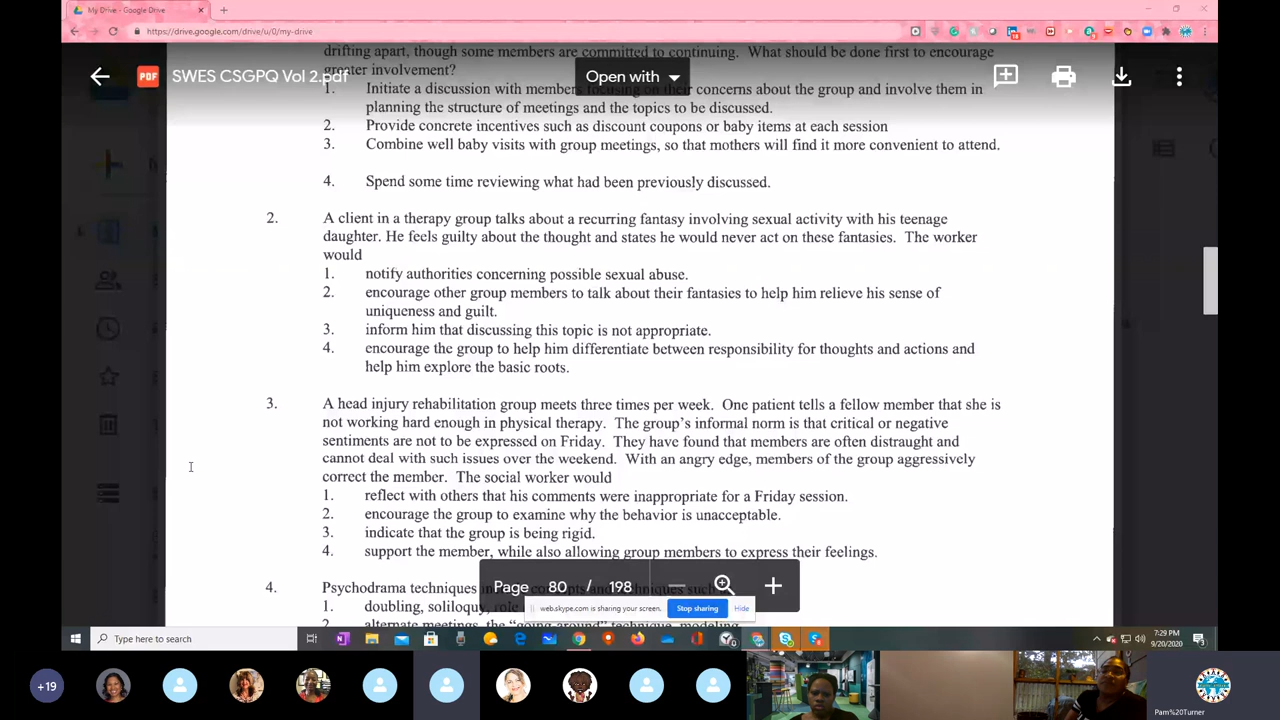 My Drive - Google Drive
https://drive.google.com/drive/u/0/my-drive
drifting apart, though some members are committed to continuing. What should be done first to encourage
greater involvement?
SWES CSGPQ Vol 2.pdf
Open with
1. Initiate a discussion with members focusing on their concerns about the group and involve them in
planning the structure of meetings and the topics to be discussed.
2. Provide concrete incentives such as discount coupons or baby items at each session
3. Combine well baby visits with group meetings, so that mothers will find it more convenient to attend.
4. Spend some time reviewing what had been previously discussed.
2. A client in a therapy group talks about a recurring fantasy involving sexual activity with his teenage
daughter. He feels guilty about the thought and states he would never act on these fantasies. The worker
would
1. notify authorities concerning possible sexual abuse.
2. encourage other group members to talk about their fantasies to help him relieve his sense of
uniqueness and guilt.
3. inform him that discussing this topic is not appropriate.
4. encourage the group to help him differentiate between responsibility for thoughts and actions and
help him explore the basic roots.
3. A head injury rehabilitation group meets three times per week. One patient tells a fellow member that she is
not working hard enough in physical therapy. The group's informal norm is that critical or negative
sentiments are not to be expressed on Friday. They have found that members are often distraught and
cannot deal with such issues over the weekend. With an angry edge, members of the group aggressively
correct the member. The social worker would
1. reflect with others that his comments were inappropriate for a Friday session.
2. encourage the group to examine why the behavior is unacceptable.
3. indicate that the group is being rigid.
4. support the member, while also allowing group members to express their feelings.
4. Psychodrama techniques
Page 80 / 198
1. doubling, soliloquy, role
web.skype.com is sharing your screen. Stop sharing Hide
2. alternate meetings, the "going-around" technique, modeling
Type here to search
7:29 PM
9/20/2020
+19
Pam%20Turner